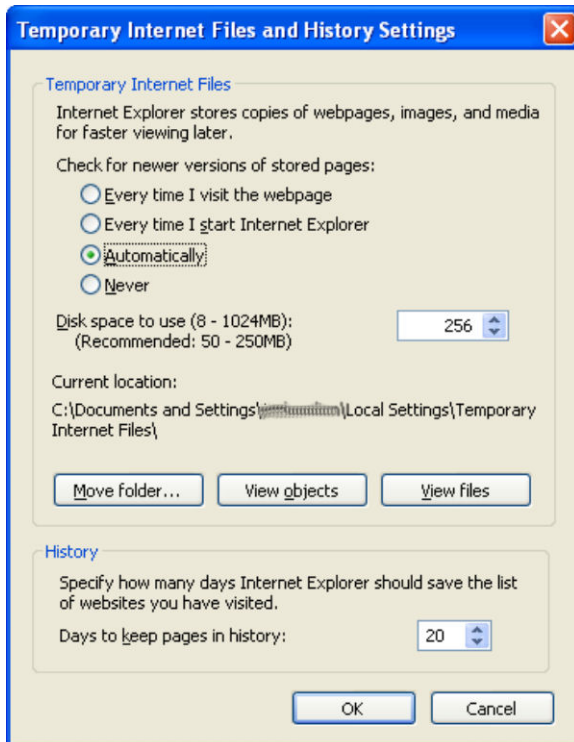 Temporary Internet Files and History Settings
Temporary Internet Files
Internet Explorer stores copies of webpages, images, and media
for faster viewing later.
Check for newer versions of stored pages:
Every time I visit the webpage
Every time I start Internet Explorer
Automatically
Never
Disk space to use (8 - 1024MB): 256
(Recommended: 50 - 250MB)
Current location:
C:\Documents and Settings\ \Local Settings\Temporary
Internet Files\
Move folder... View objects View files
History
Specify how many days Internet Explorer should save the list
of websites you have visited.
Days to keep pages in history: 20
OK Cancel